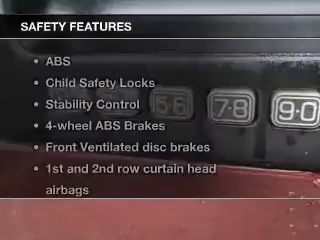 SAFETY FEATURES
• ABS
• Child Safety Locks
• Stability Control
• 4-wheel ABS Brakes
• Front Ventilated disc brakes
• 1st and 2nd row curtain head
airbags
5·6 7·8 9·0